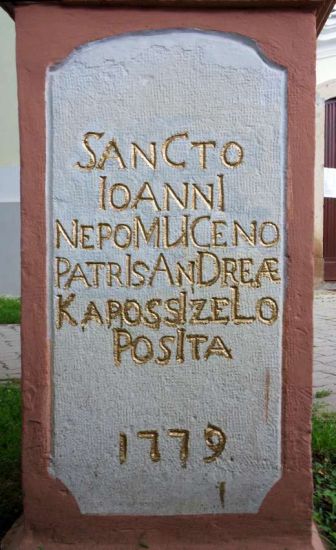 SANCTO
IOANNI
NEPOMUCENO
PATRIS ANDREÆ
KAPOSSI ZELO
POSITA
1779